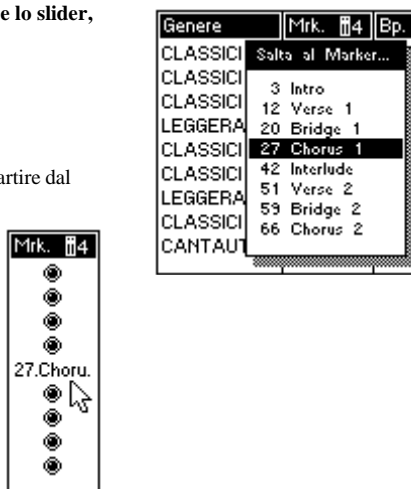 e lo slider,
artire dal
Genere Mrk. 4 Bp.
CLASSICI
CLASSICI
CLASSICI
LEGGERA
CLASSICI
CLASSICI
LEGGERA
CLASSICI
CANTAUT
Salta al Marker...
3 Intro
12 Verse 1
20 Bridge 1
27 Chorus 1
42 Interlude
51 Verse 2
59 Bridge 2
66 Chorus 2
Mrk. 4
27.Choru.